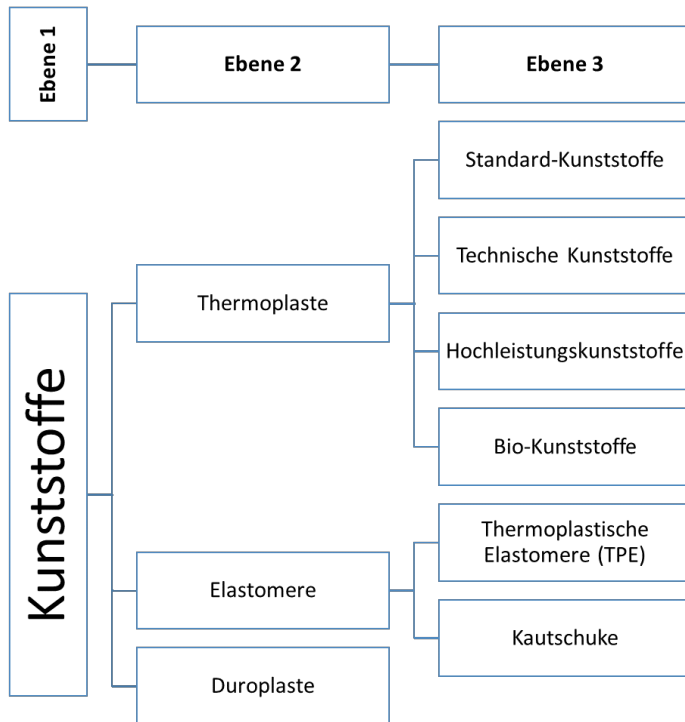 Ebene 1
Ebene 2
Ebene 3
Kunststoffe
Thermoplaste
Standard-Kunststoffe
Technische Kunststoffe
Hochleistungskunststoffe
Bio-Kunststoffe
Elastomere
Thermoplastische
Elastomere (TPE)
Kautschuke
Duroplaste